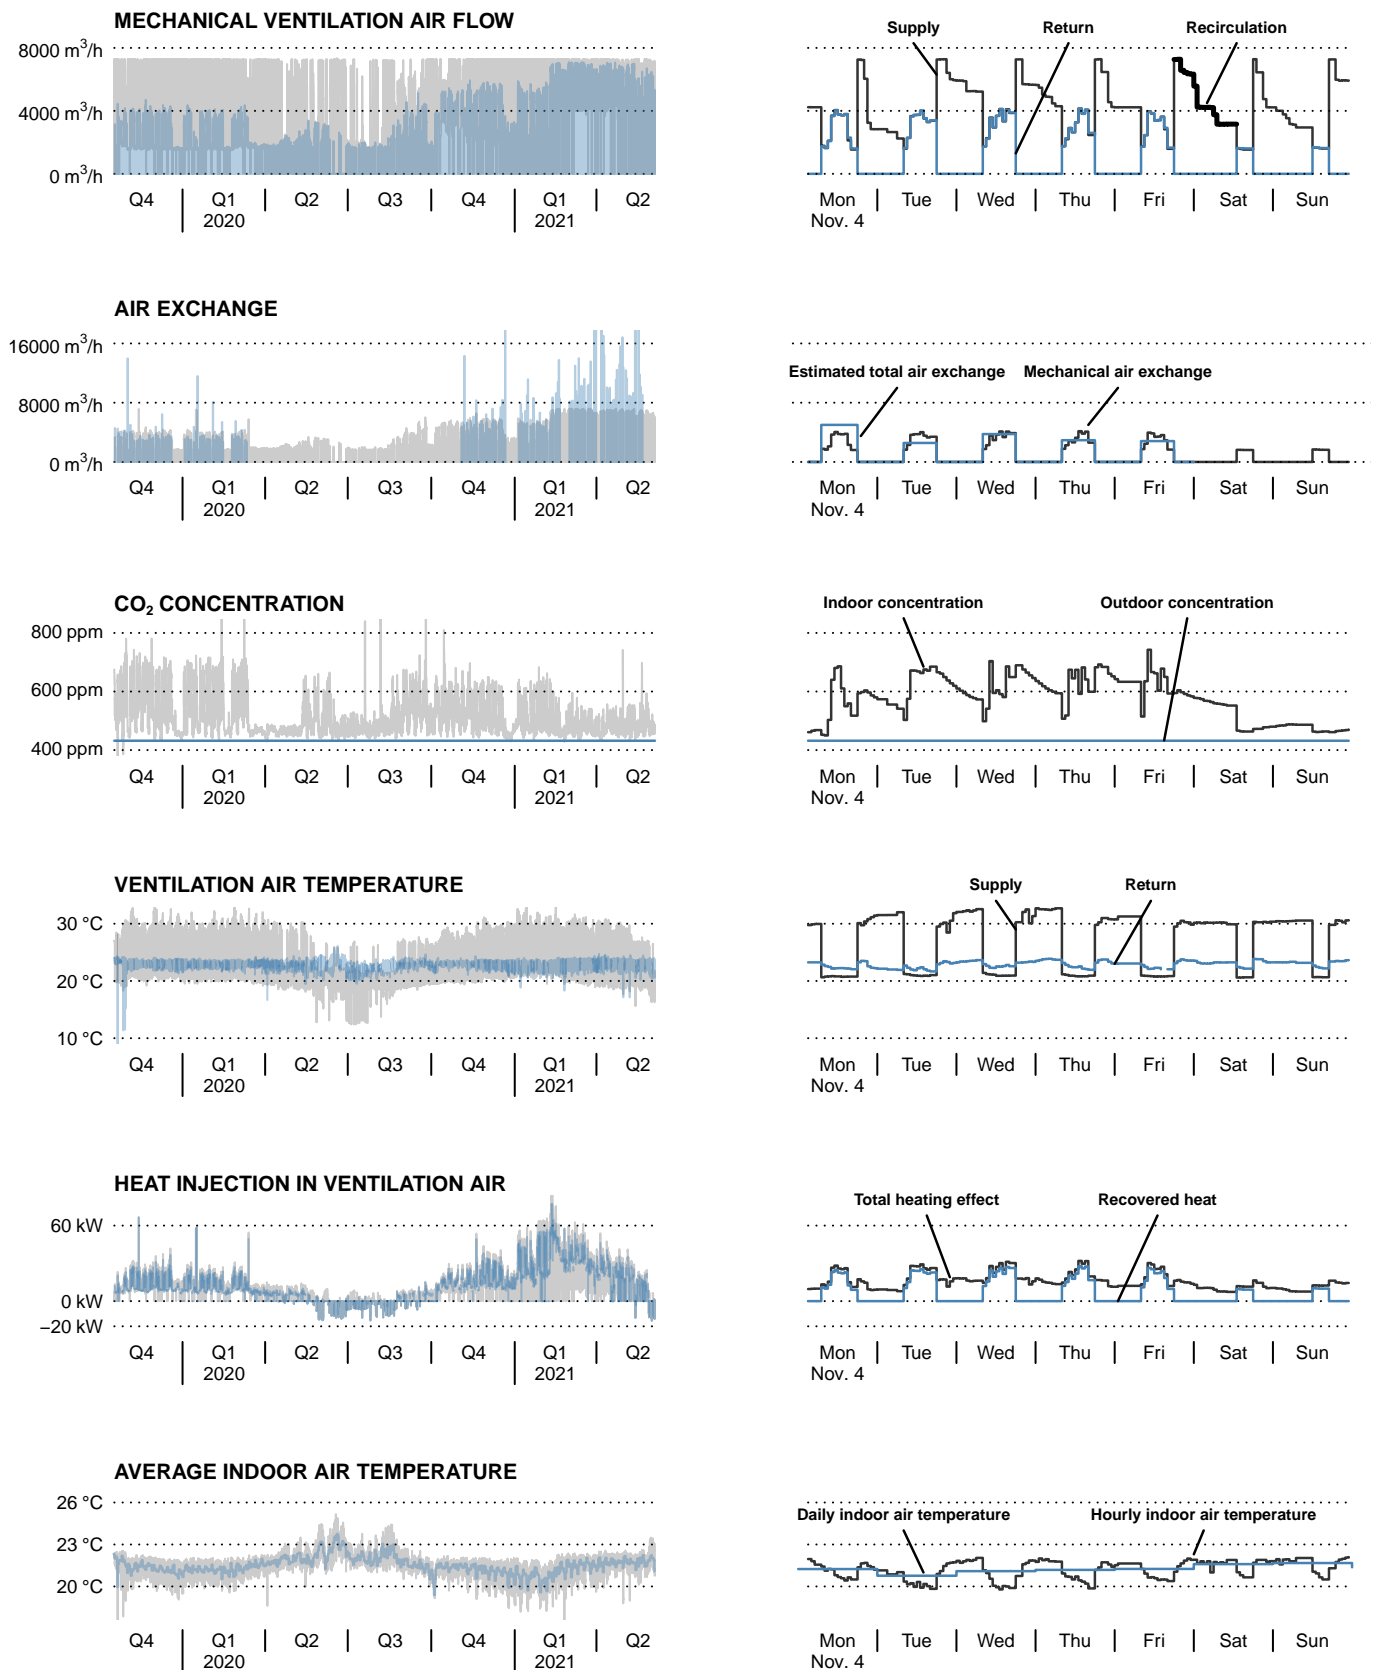 MECHANICAL VENTILATION AIR FLOW
8000 m³/h
4000 m³/h
0 m³/h
Q4 Q1 Q2 Q3 Q4 Q1 Q2
2020 2021
Supply Return Recirculation
Mon Tue Wed Thu Fri Sat Sun
Nov. 4
AIR EXCHANGE
16000 m³/h
8000 m³/h
0 m³/h
Q4 Q1 Q2 Q3 Q4 Q1 Q2
2020 2021
Estimated total air exchange Mechanical air exchange
Mon Tue Wed Thu Fri Sat Sun
Nov. 4
CO₂ CONCENTRATION
800 ppm
600 ppm
400 ppm
Q4 Q1 Q2 Q3 Q4 Q1 Q2
2020 2021
Indoor concentration Outdoor concentration
Mon Tue Wed Thu Fri Sat Sun
Nov. 4
VENTILATION AIR TEMPERATURE
30 °C
20 °C
10 °C
Q4 Q1 Q2 Q3 Q4 Q1 Q2
2020 2021
Supply Return
Mon Tue Wed Thu Fri Sat Sun
Nov. 4
HEAT INJECTION IN VENTILATION AIR
60 kW
0 kW
−20 kW
Q4 Q1 Q2 Q3 Q4 Q1 Q2
2020 2021
Total heating effect Recovered heat
Mon Tue Wed Thu Fri Sat Sun
Nov. 4
AVERAGE INDOOR AIR TEMPERATURE
26 °C
23 °C
20 °C
Q4 Q1 Q2 Q3 Q4 Q1 Q2
2020 2021
Daily indoor air temperature Hourly indoor air temperature
Mon Tue Wed Thu Fri Sat Sun
Nov. 4